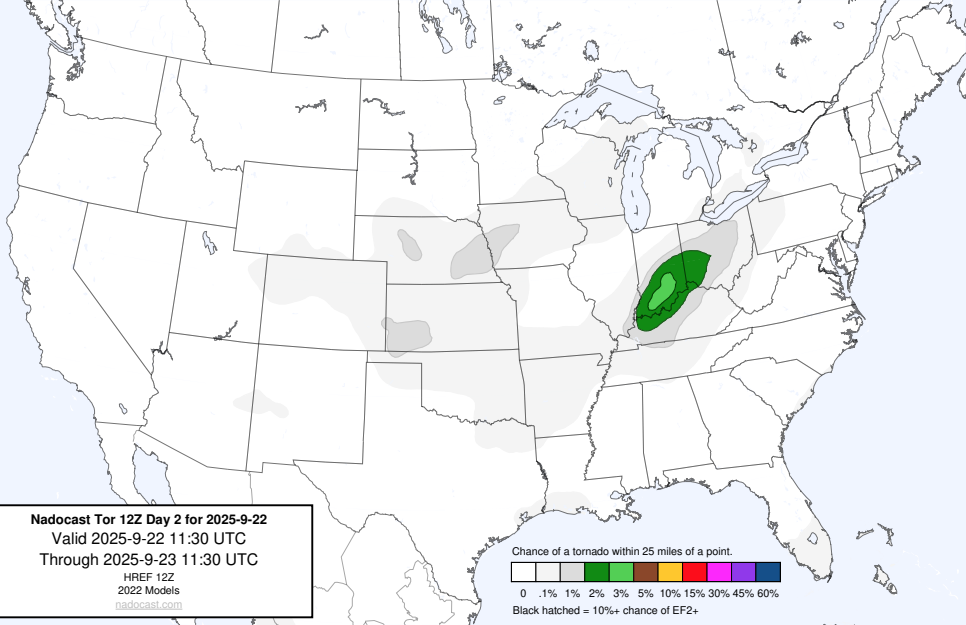 Nadocast Tor 12Z Day 2 for 2025-9-22
Valid 2025-9-22 11:30 UTC
Through 2025-9-23 11:30 UTC
HREF 12Z
2022 Models
nadocast.com
Chance of a tornado within 25 miles of a point.
0 .1% 1% 2% 3% 5% 10% 15% 30% 45% 60%
Black hatched = 10%+ chance of EF2+